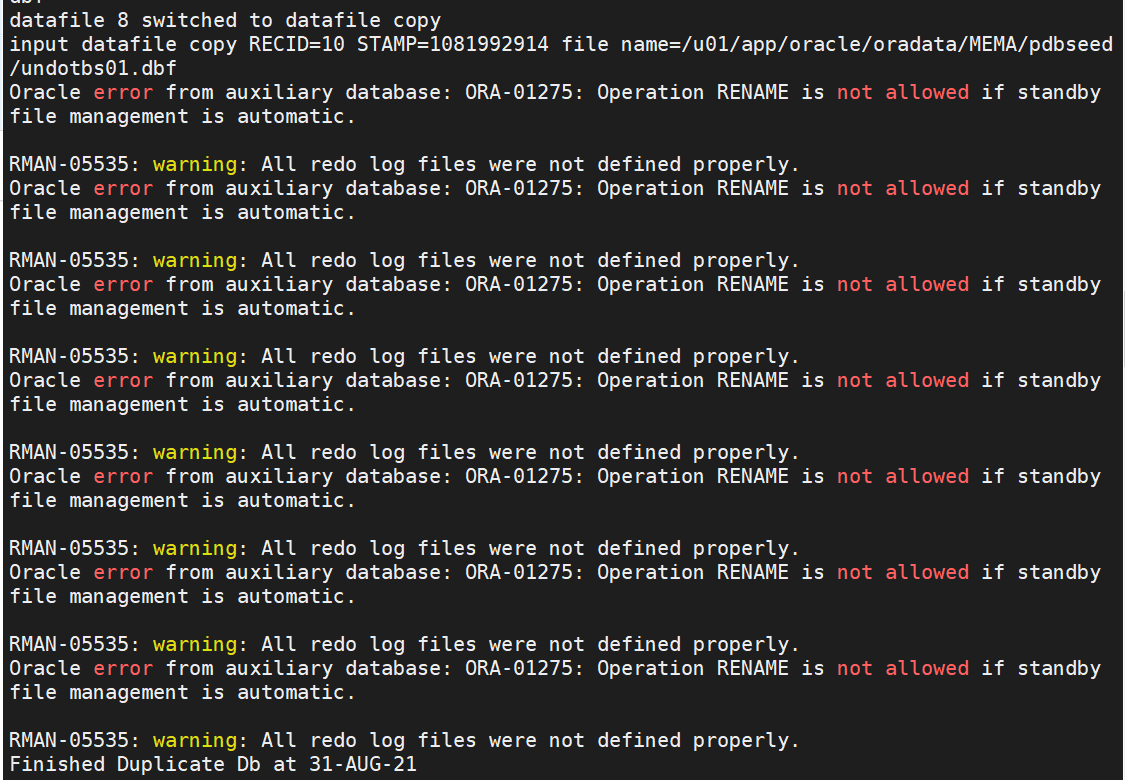 dbf
datafile 8 switched to datafile copy
input datafile copy RECID=10 STAMP=1081992914 file name=/u01/app/oracle/oradata/MEMA/pdbseed
/undotbs01.dbf
Oracle error from auxiliary database: ORA-01275: Operation RENAME is not allowed if standby
file management is automatic.

RMAN-05535: warning: All redo log files were not defined properly.
Oracle error from auxiliary database: ORA-01275: Operation RENAME is not allowed if standby
file management is automatic.

RMAN-05535: warning: All redo log files were not defined properly.
Oracle error from auxiliary database: ORA-01275: Operation RENAME is not allowed if standby
file management is automatic.

RMAN-05535: warning: All redo log files were not defined properly.
Oracle error from auxiliary database: ORA-01275: Operation RENAME is not allowed if standby
file management is automatic.

RMAN-05535: warning: All redo log files were not defined properly.
Oracle error from auxiliary database: ORA-01275: Operation RENAME is not allowed if standby
file management is automatic.

RMAN-05535: warning: All redo log files were not defined properly.
Oracle error from auxiliary database: ORA-01275: Operation RENAME is not allowed if standby
file management is automatic.

RMAN-05535: warning: All redo log files were not defined properly.
Oracle error from auxiliary database: ORA-01275: Operation RENAME is not allowed if standby
file management is automatic.

RMAN-05535: warning: All redo log files were not defined properly.
Finished Duplicate Db at 31-AUG-21